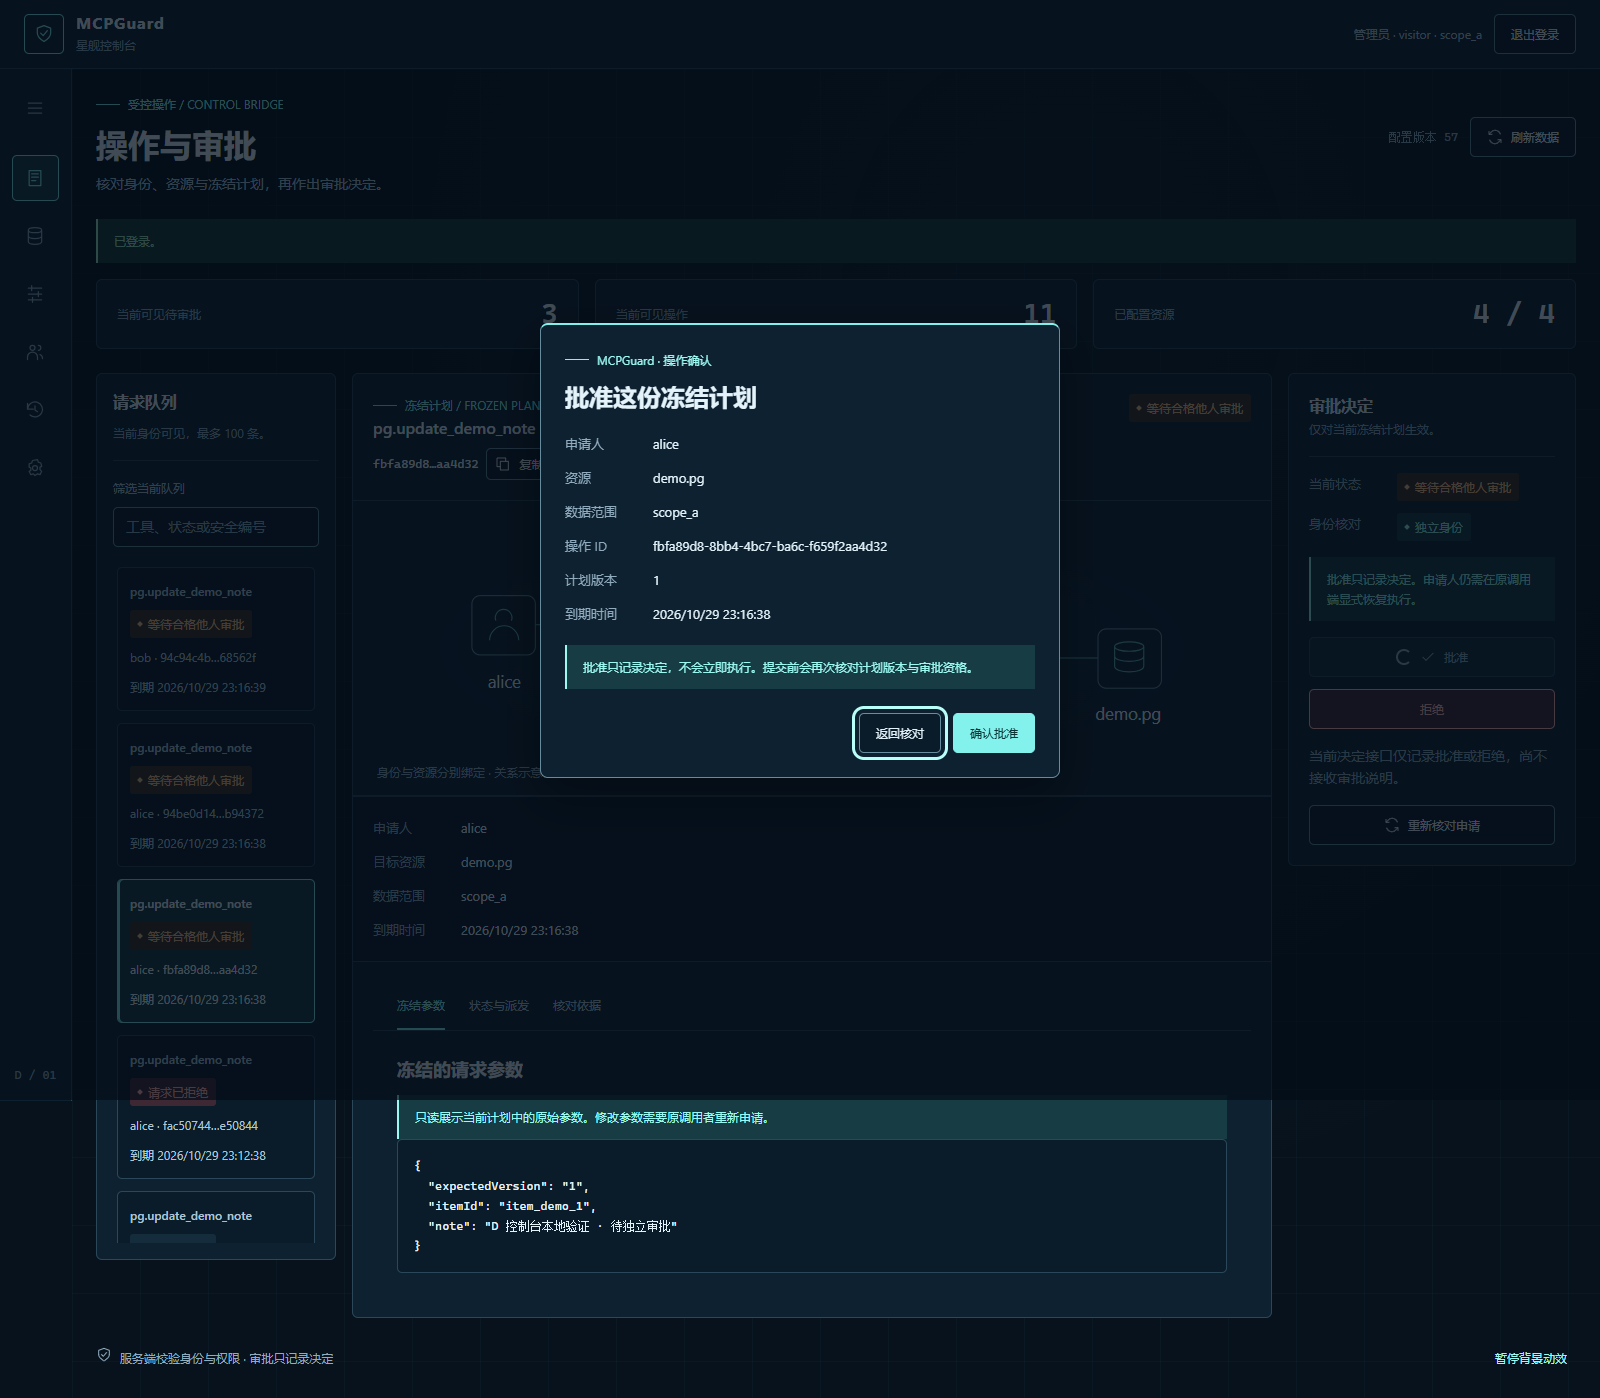 MCPGuard
星舰控制台
管理员 · visitor · scope_a
退出登录
受控操作 / CONTROL BRIDGE
操作与审批
核对身份、资源与冻结计划，再作出审批决定。
配置版本 57
刷新数据
已登录。
当前可见待审批
3
当前可见操作
11
已配置资源
4 / 4
请求队列
当前身份可见，最多 100 条。
筛选当前队列
工具、状态或安全编号
pg.update_demo_note
等待合格他人审批
bob · 94c94c4b...68562f
到期 2026/10/29 23:16:39
pg.update_demo_note
等待合格他人审批
alice · 94be0d14...b94372
到期 2026/10/29 23:16:38
pg.update_demo_note
等待合格他人审批
alice · fbfa89d8...aa4d32
到期 2026/10/29 23:16:38
pg.update_demo_note
请求已拒绝
alice · fac50744...e50844
到期 2026/10/29 23:12:38
pg.update_demo_note
D / 01
冻结计划 / FROZEN PLAN
pg.update_demo_note
fbfa89d8…aa4d32
等待合格他人审批
alice
demo.pg
身份与资源分别绑定 · 关系示意
申请人 alice
目标资源 demo.pg
数据范围 scope_a
到期时间 2026/10/29 23:16:38
冻结参数 状态与派发 核对依据
冻结的请求参数
只读展示当前计划中的原始参数。修改参数需要原调用者重新申请。
{
"expectedVersion": "1",
"itemId": "item_demo_1",
"note": "D 控制台本地验证 · 待独立审批"
}
MCPGuard · 操作确认
批准这份冻结计划
申请人 alice
资源 demo.pg
数据范围 scope_a
操作 ID fbfa89d8-8bb4-4bc7-ba6c-f659f2aa4d32
计划版本 1
到期时间 2026/10/29 23:16:38
批准只记录决定，不会立即执行。提交前会再次核对计划版本与审批资格。
返回核对
确认批准
审批决定
仅对当前冻结计划生效。
当前状态 等待合格他人审批
身份核对 独立身份
批准只记录决定。申请人仍需在原调用
端显式恢复执行。
批准
拒绝
当前决定接口仅记录批准或拒绝，尚不
接收审批说明。
重新核对申请
服务端校验身份与权限 · 审批只记录决定
暂停背景动效